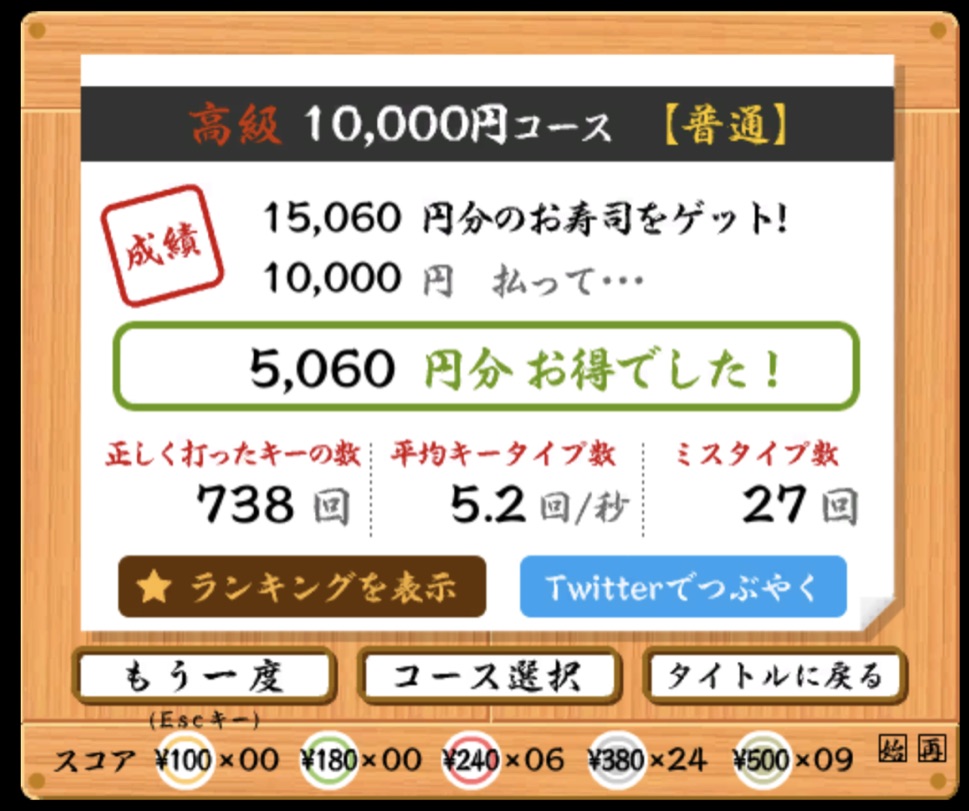 高級 10,000円コース 【普通】
成績
15,060 円分のお寿司をゲット!
10,000 円 払って…
5,060 円分 お得でした!
正しく打ったキーの数 平均キータイプ数 ミスタイプ数
738 回 5.2 回/秒 27 回
★ ランキングを表示 Twitterでつぶやく
もう一度 コース選択 タイトルに戻る
(Escキー)
スコア ¥100×00 ¥180×00 ¥240×06 ¥380×24 ¥500×09 始 再